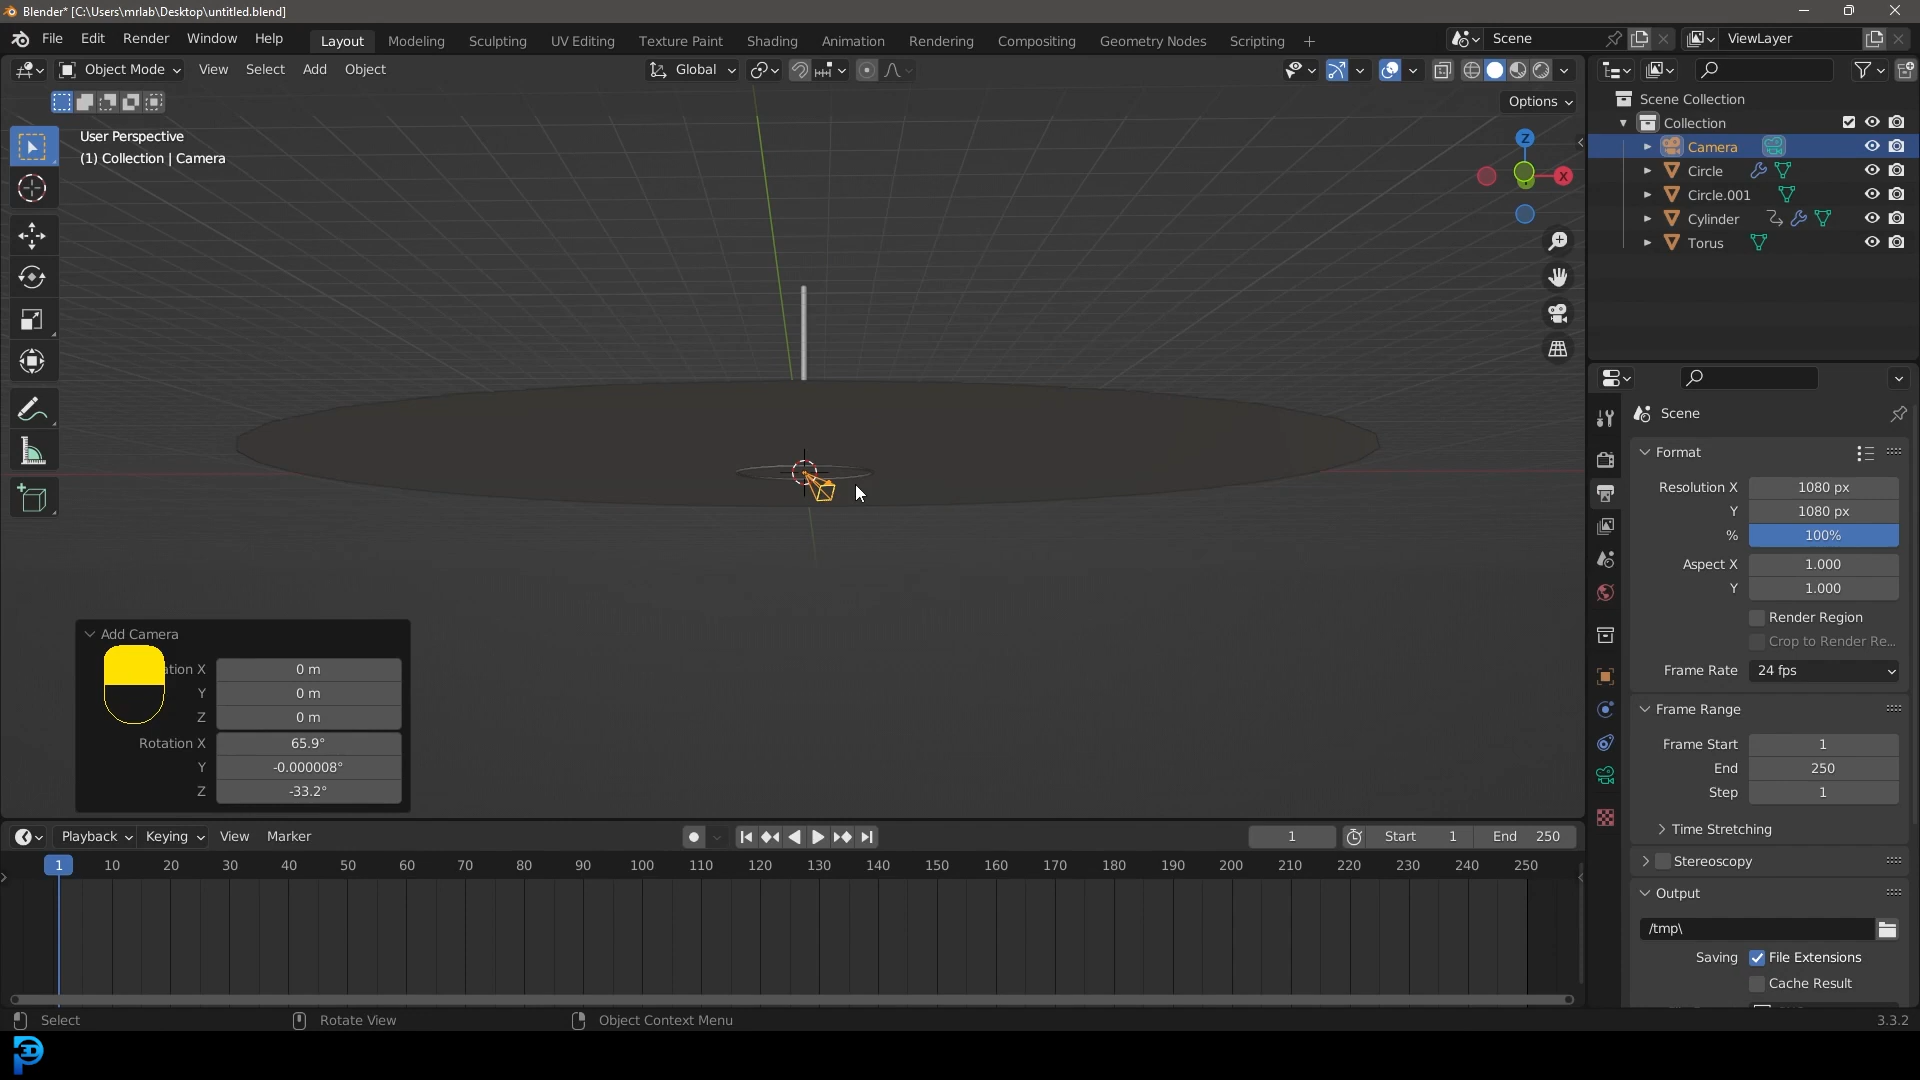 Blender* [C:\Users\mrlab\Desktop\untitled.blend]
File Edit Render Window Help Layout Modeling Sculpting UV Editing Texture Paint Shading Animation Rendering Compositing Geometry Nodes Scripting + Scene ViewLayer
Object Mode View Select Add Object Global
Options
User Perspective
(1) Collection | Camera
Z
X
Scene Collection
Collection
Camera
Circle
Circle.001
Cylinder
Torus
Scene
Format
Resolution X 1080 px
Y 1080 px
% 100%
Aspect X 1.000
Y 1.000
Render Region
Crop to Render Re...
Frame Rate 24 fps
Frame Range
Frame Start 1
End 250
Step 1
Time Stretching
Stereoscopy
Output
/tmp\
Saving File Extensions
Cache Result
Add Camera
ation X 0 m
Y 0 m
Z 0 m
Rotation X 65.9°
Y -0.000008°
Z -33.2°
Playback Keying View Marker 1 Start 1 End 250
1 10 20 30 40 50 60 70 80 90 100 110 120 130 140 150 160 170 180 190 200 210 220 230 240 250
Select Rotate View Object Context Menu 3.3.2